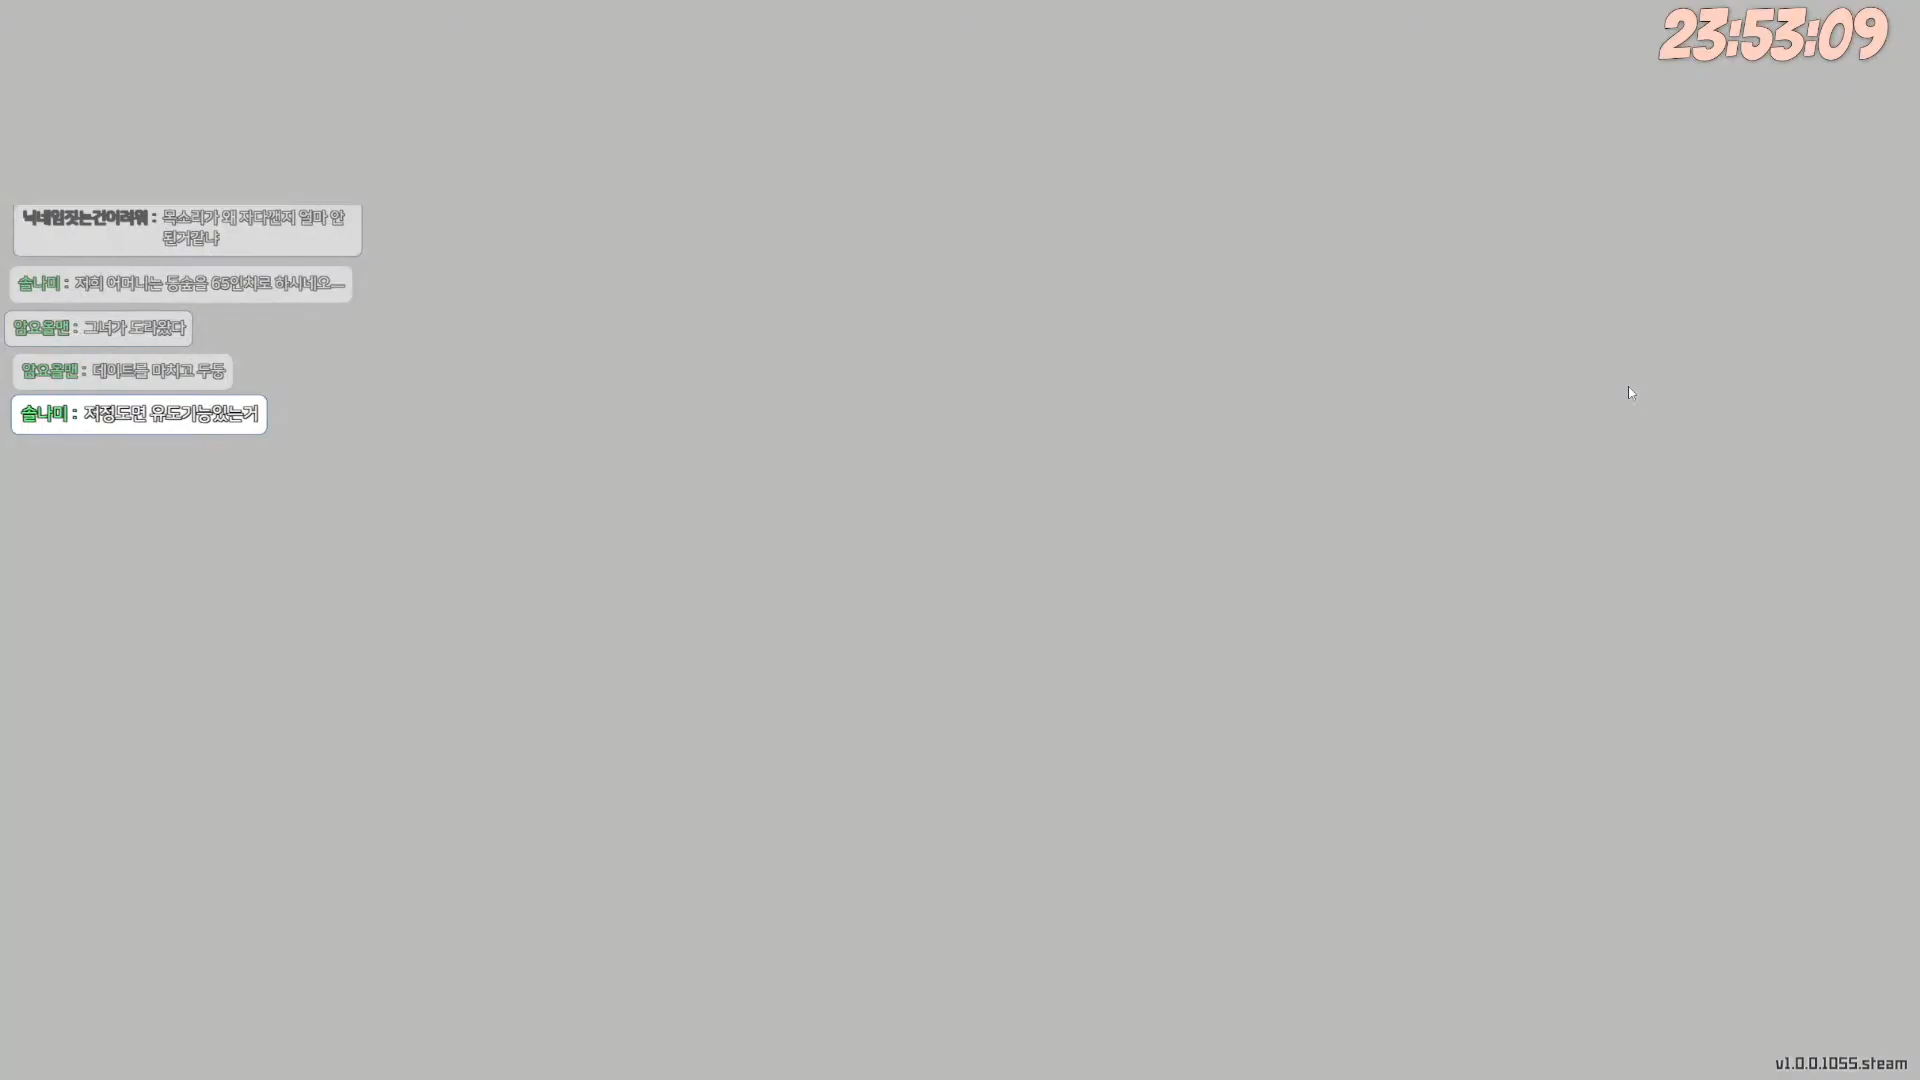 23:53:09
닉네임짓는건어려워 : 목소리가 왜 자다깬지 얼마 안
된거같냐
솔나미 : 저희 어머니는 동숲을 65인치로 하시네오ㅡ
암요올맨 : 그녀가 도라왔다
암요올맨 : 데이트를 마치고 두둥
솔나미 : 저정도면 유도기능있는거
v1.0.0.1055.steam